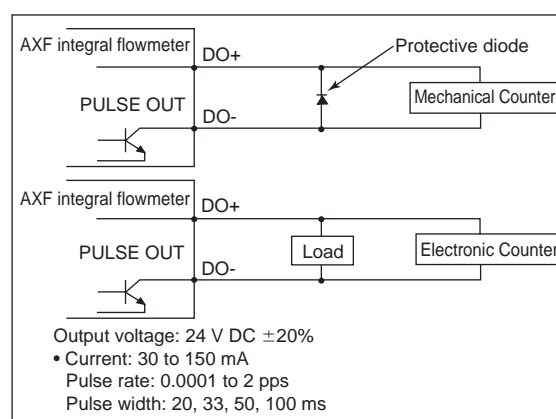 AXF integral flowmeter
DO+
Protective diode
PULSE OUT
Mechanical Counter
DO-
AXF integral flowmeter
DO+
PULSE OUT
Load
Electronic Counter
DO-
Output voltage: 24 V DC ±20%
• Current: 30 to 150 mA
Pulse rate: 0.0001 to 2 pps
Pulse width: 20, 33, 50, 100 ms